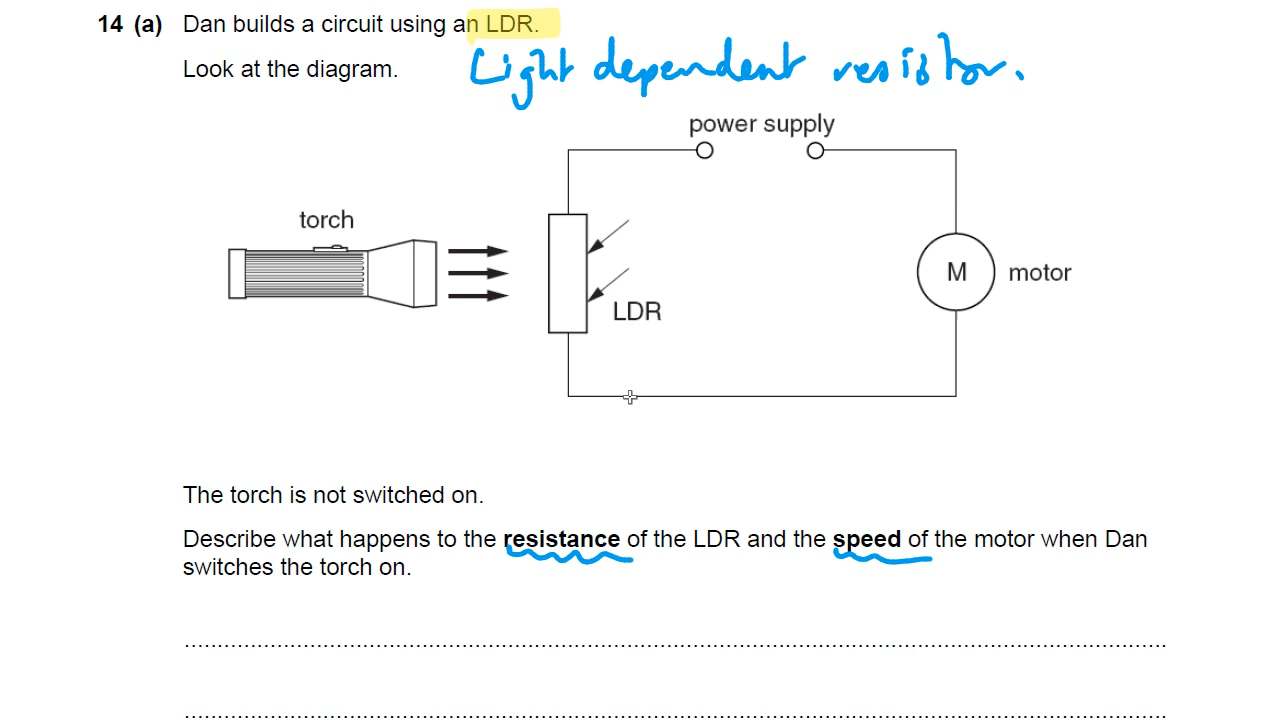 14 (a) Dan builds a circuit using an LDR.
Look at the diagram.
Light dependent resistor.
power supply
torch
M
motor
LDR
The torch is not switched on.
Describe what happens to the resistance of the LDR and the speed of the motor when Dan
switches the torch on.